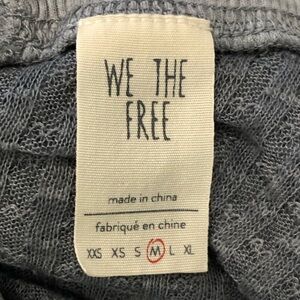 WE THE
FREE
made in china
fabriqué en chine
XXS XS S M L XL